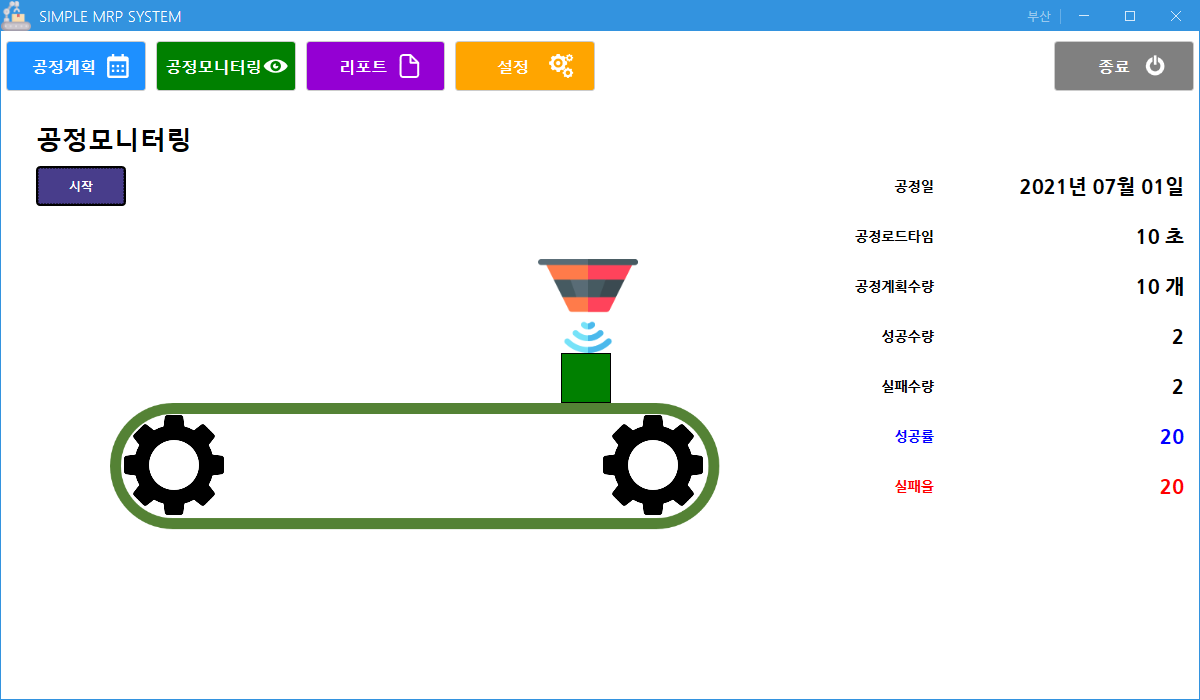 SIMPLE MRP SYSTEM 부산
공정계획 공정모니터링 리포트 설정 종료
공정모니터링
시작
공정일 2021년 07월 01일
공정로드타임 10 초
공정계획수량 10 개
성공수량 2
실패수량 2
성공률 20
실패율 20